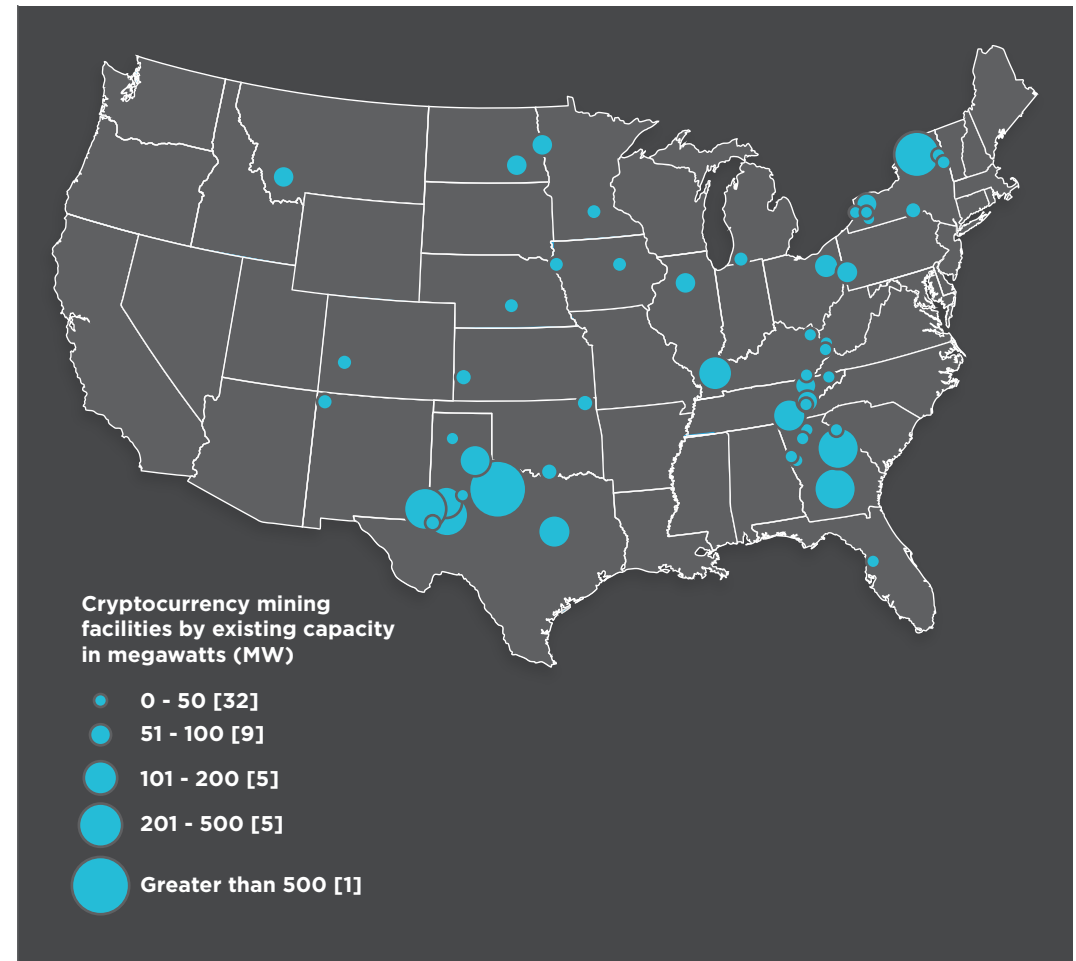 Cryptocurrency mining
facilities by existing capacity
in megawatts (MW)
0 - 50 [32]
51 - 100 [9]
101 - 200 [5]
201 - 500 [5]
Greater than 500 [1]